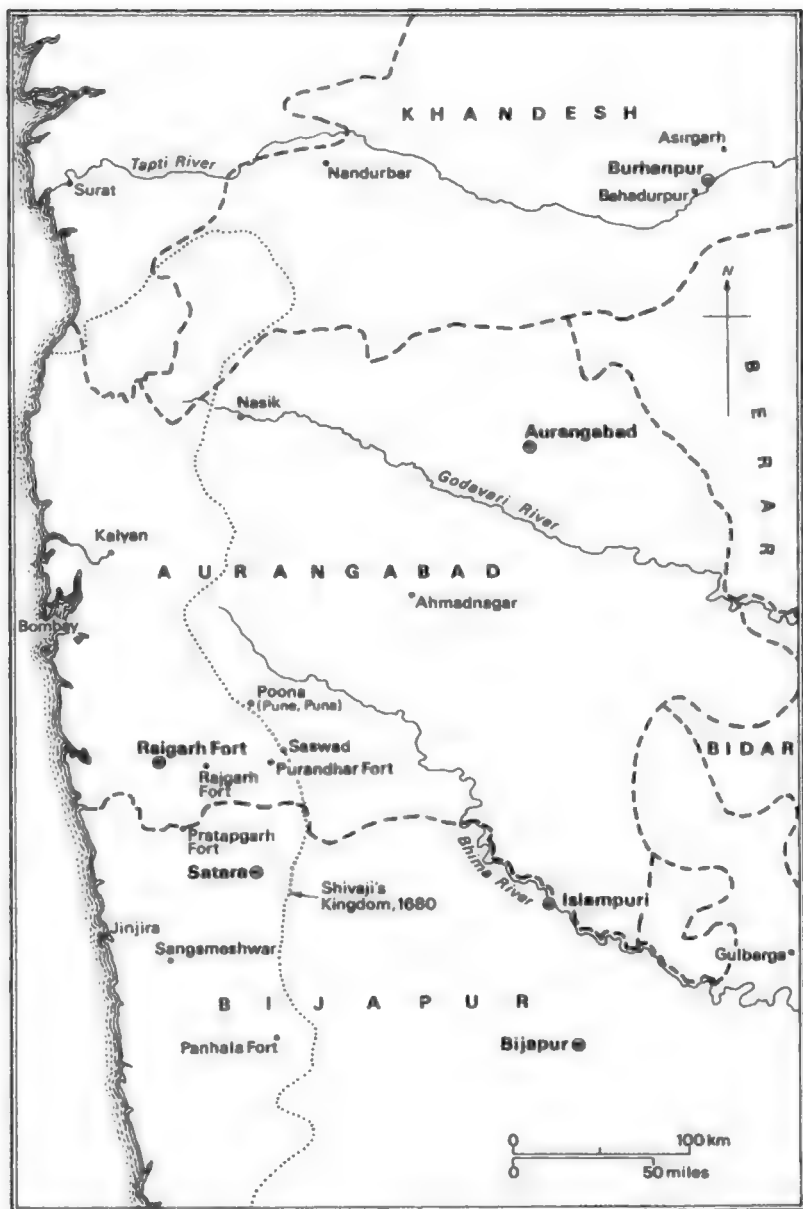 KHANDESH
Asirgarh
Tapti River
Nandurbar
Burhanpur
Surat
Bahadurpur
N
BERAR
Nasik
Aurangabad
Godavari River
Kalyan
AURANGABAD
Ahmadnagar
Bombay
Poona
(Pune, Puna)
Saswad
BIDAR
Raigarh Fort
Rajgarh
Fort
Purandhar Fort
Pratapgarh
Fort
Bhima River
Satara
Shivaji's
Kingdom, 1680
Islampuri
Jinjira
Sangameshwar
Gulberga
BIJAPUR
Panhala Fort
Bijapur
0 100 km
0 50 miles